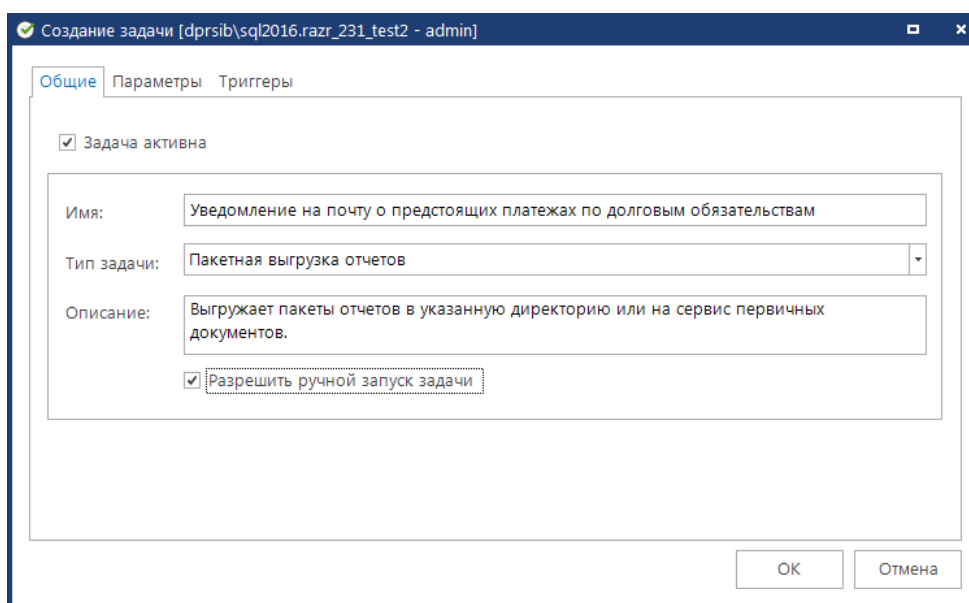 Создание задачи [dprsib\sql2016.razr_231_test2 - admin]
Общие Параметры Триггеры
Задача активна
Имя: Уведомление на почту о предстоящих платежах по долговым обязательствам
Тип задачи: Пакетная выгрузка отчетов
Описание: Выгружает пакеты отчетов в указанную директорию или на сервис первичных
документов.
Разрешить ручной запуск задачи
ОК Отмена